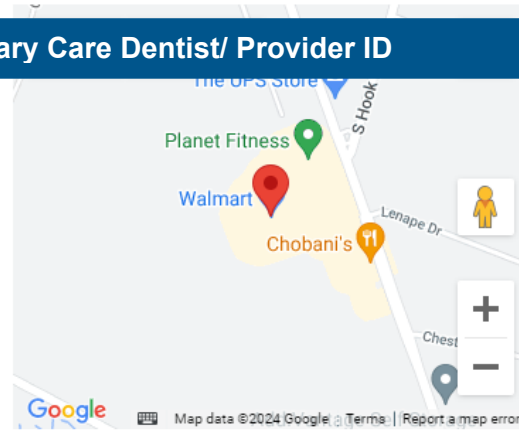 ary Care Dentist/ Provider ID
The UPS Store
S Hook
Planet Fitness
Walmart
Lenape Dr
Chobani's
Chest
Google
Map data ©2024 Google Terms Report a map error